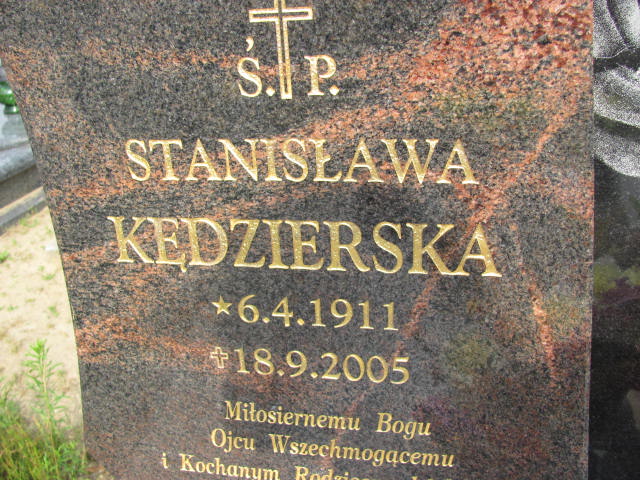 Ś. P.
STANISŁAWA
KĘDZIERSKA
★6.4.1911
✝18.9.2005
Miłosiernemu Bogu
Ojcu Wszechmogącemu
i Kochanym